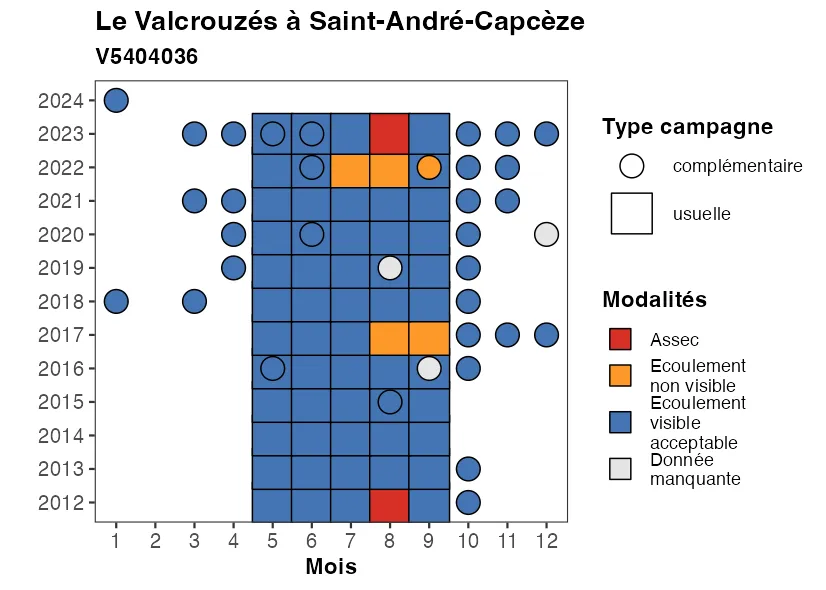 Le Valcrouzés à Saint-André-Capcèze
V5404036
2024
2023
2022
2021
2020
2019
2018
2017
2016
2015
2014
2013
2012
1 2 3 4 5 6 7 8 9 10 11 12
Mois
Type campagne
complémentaire
usuelle
Modalités
Assec
Ecoulement
non visible
Ecoulement
visible
acceptable
Donnée
manquante